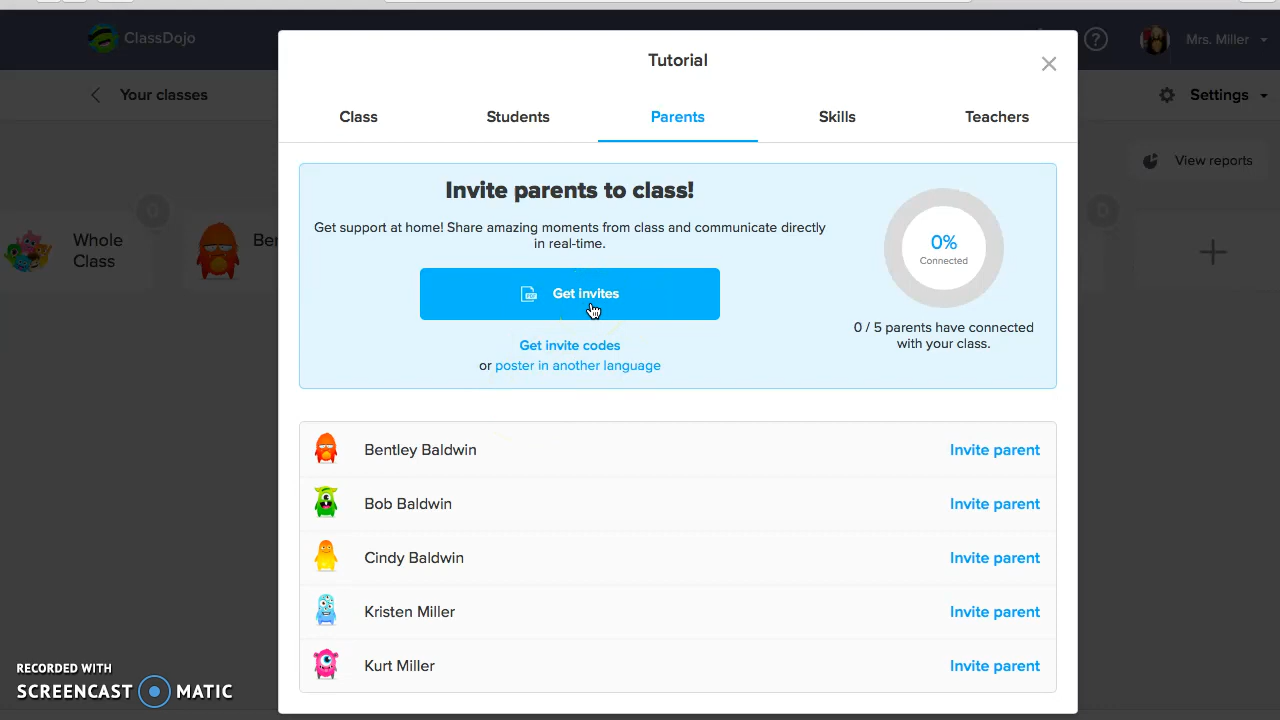 ClassDojo
Mrs. Miller
Your classes
Settings
View reports
Whole
Class
0
Ber
0
Tutorial
Class
Students
Parents
Skills
Teachers
Invite parents to class!
Get support at home! Share amazing moments from class and communicate directly
in real-time.
PDF
Get invites
Get invite codes
or poster in another language
0%
Connected
0 / 5 parents have connected
with your class.
Bentley Baldwin
Invite parent
Bob Baldwin
Invite parent
Cindy Baldwin
Invite parent
Kristen Miller
Invite parent
Kurt Miller
Invite parent
RECORDED WITH
SCREENCAST MATIC